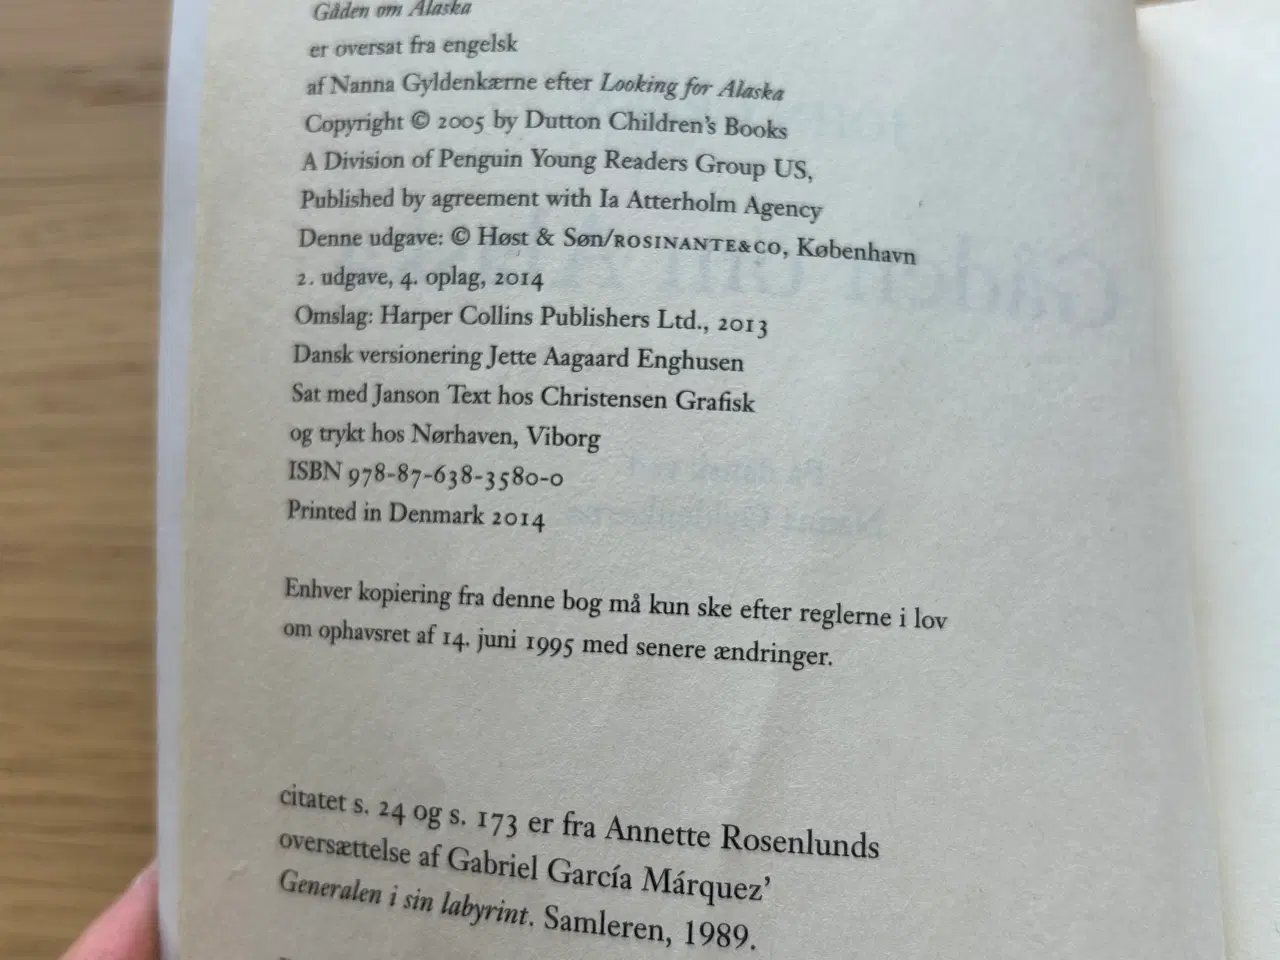 Gåden om Alaska
er oversat fra engelsk
af Nanna Gyldenkærne efter Looking for Alaska
Copyright © 2005 by Dutton Children's Books
A Division of Penguin Young Readers Group US,
Published by agreement with Ia Atterholm Agency
Denne udgave: © Høst & Søn/ROSINANTE&CO, København
2. udgave, 4. oplag, 2014
Omslag: Harper Collins Publishers Ltd., 2013
Dansk versionering Jette Aagaard Enghusen
Sat med Janson Text hos Christensen Grafisk
og trykt hos Nørhaven, Viborg
ISBN 978-87-638-3580-0
Printed in Denmark 2014
Enhver kopiering fra denne bog må kun ske efter reglerne i lov
om ophavsret af 14. juni 1995 med senere ændringer.
citatet s. 24 og s. 173 er fra Annette Rosenlunds
oversættelse af Gabriel García Márquez'
Generalen i sin labyrint. Samleren, 1989.